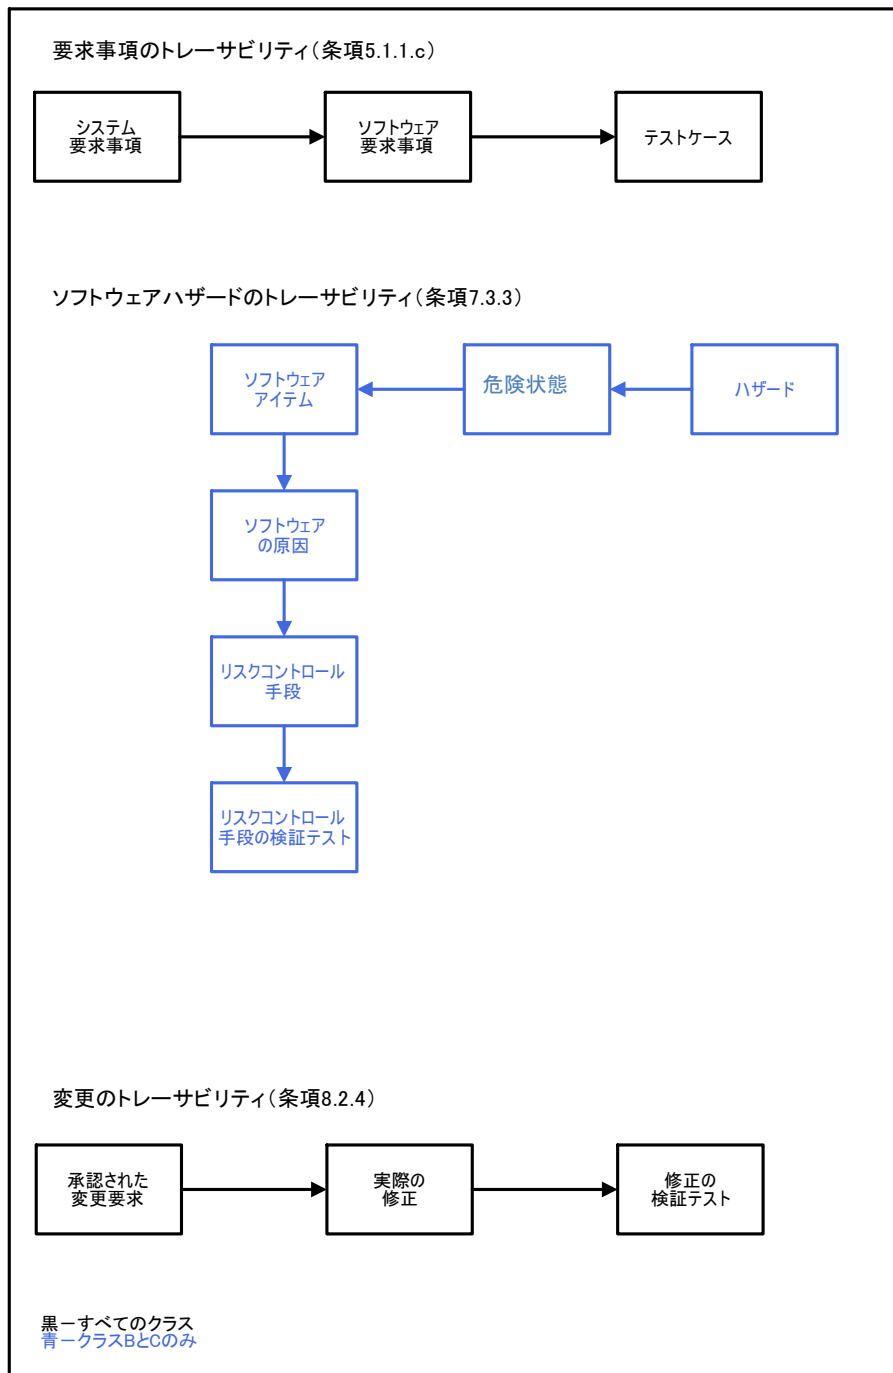 要求事項のトレーサビリティ(条項5.1.1.c)
システム
要求事項
ソフトウェア
要求事項
テストケース
ソフトウェアハザードのトレーサビリティ(条項7.3.3)
ソフトウェア
アイテム
危険状態
ハザード
ソフトウェア
の原因
リスクコントロール
手段
リスクコントロール
手段の検証テスト
変更のトレーサビリティ(条項8.2.4)
承認された
変更要求
実際の
修正
修正の
検証テスト
黒－すべてのクラス
青－クラスBとCのみ